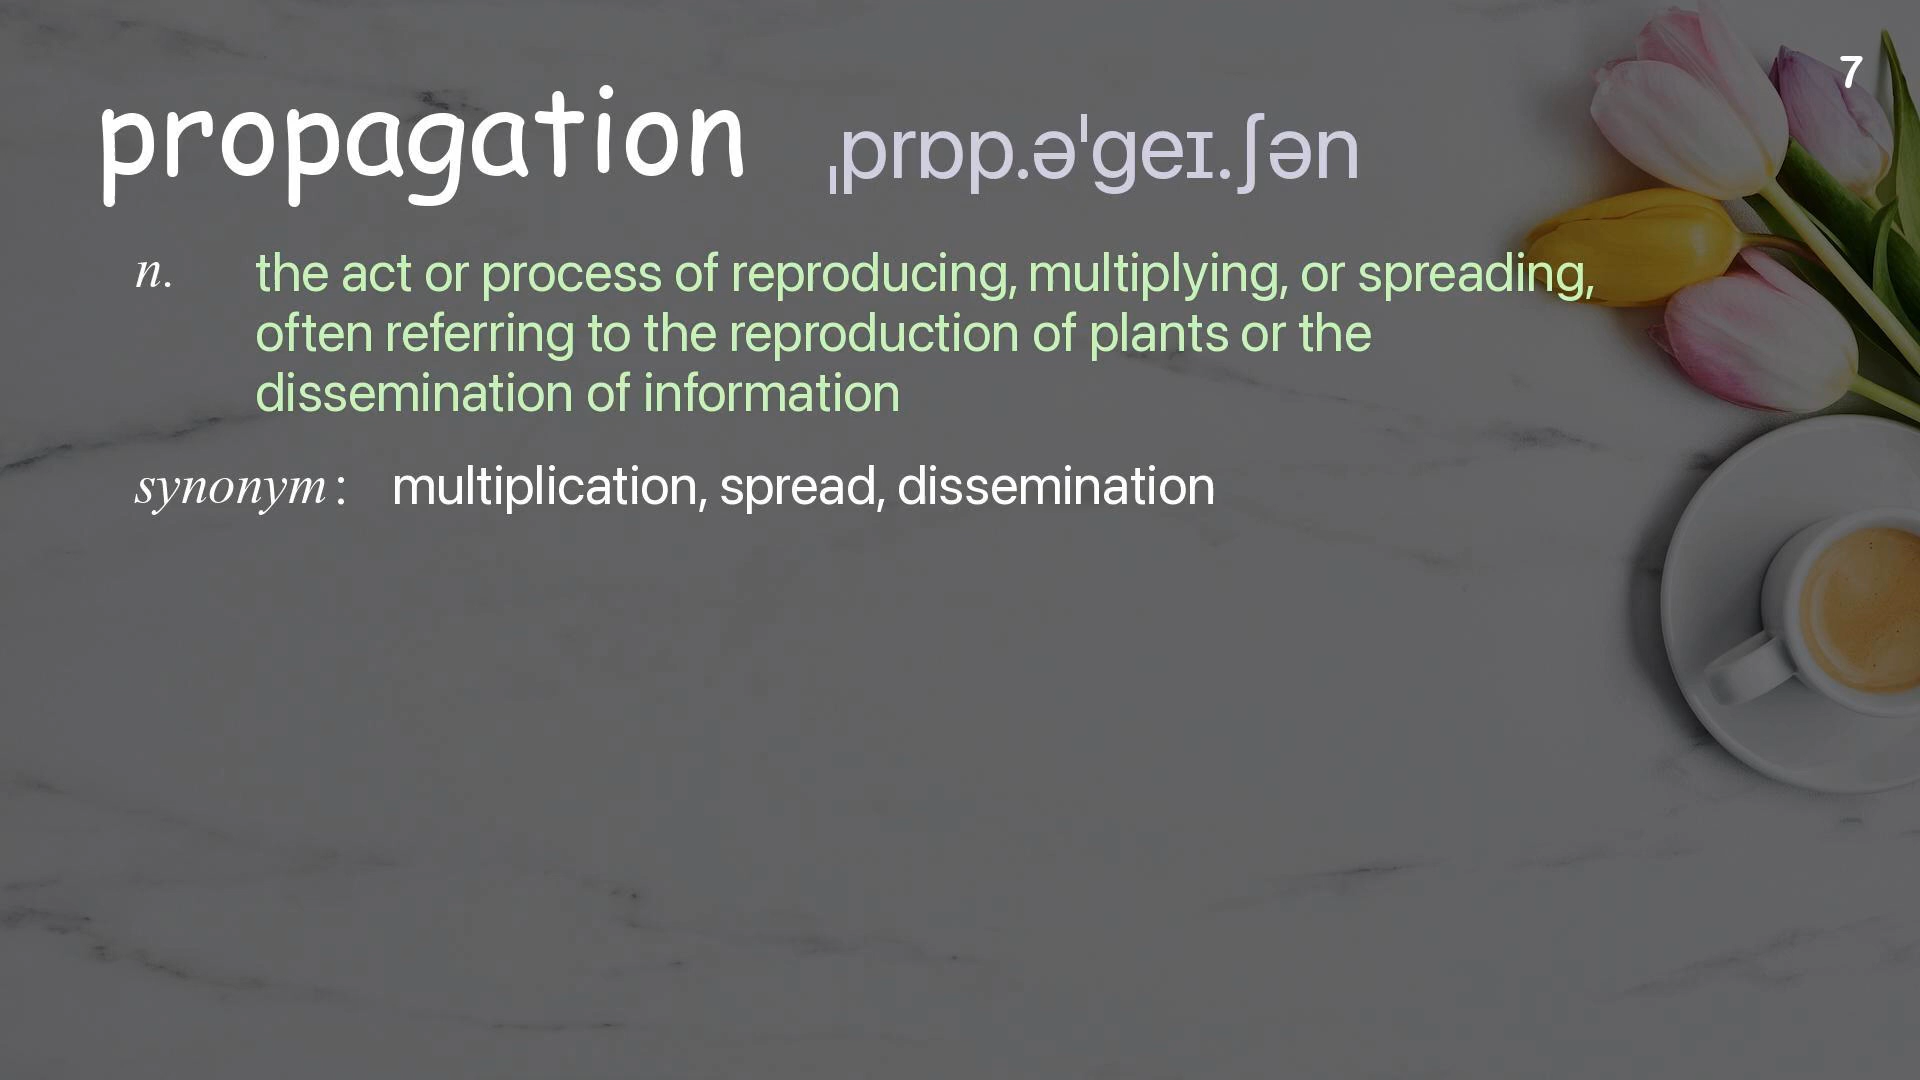 7
propagation ˌprɒp.əˈɡeɪ.ʃən
n. the act or process of reproducing, multiplying, or spreading,
often referring to the reproduction of plants or the
dissemination of information
synonym : multiplication, spread, dissemination